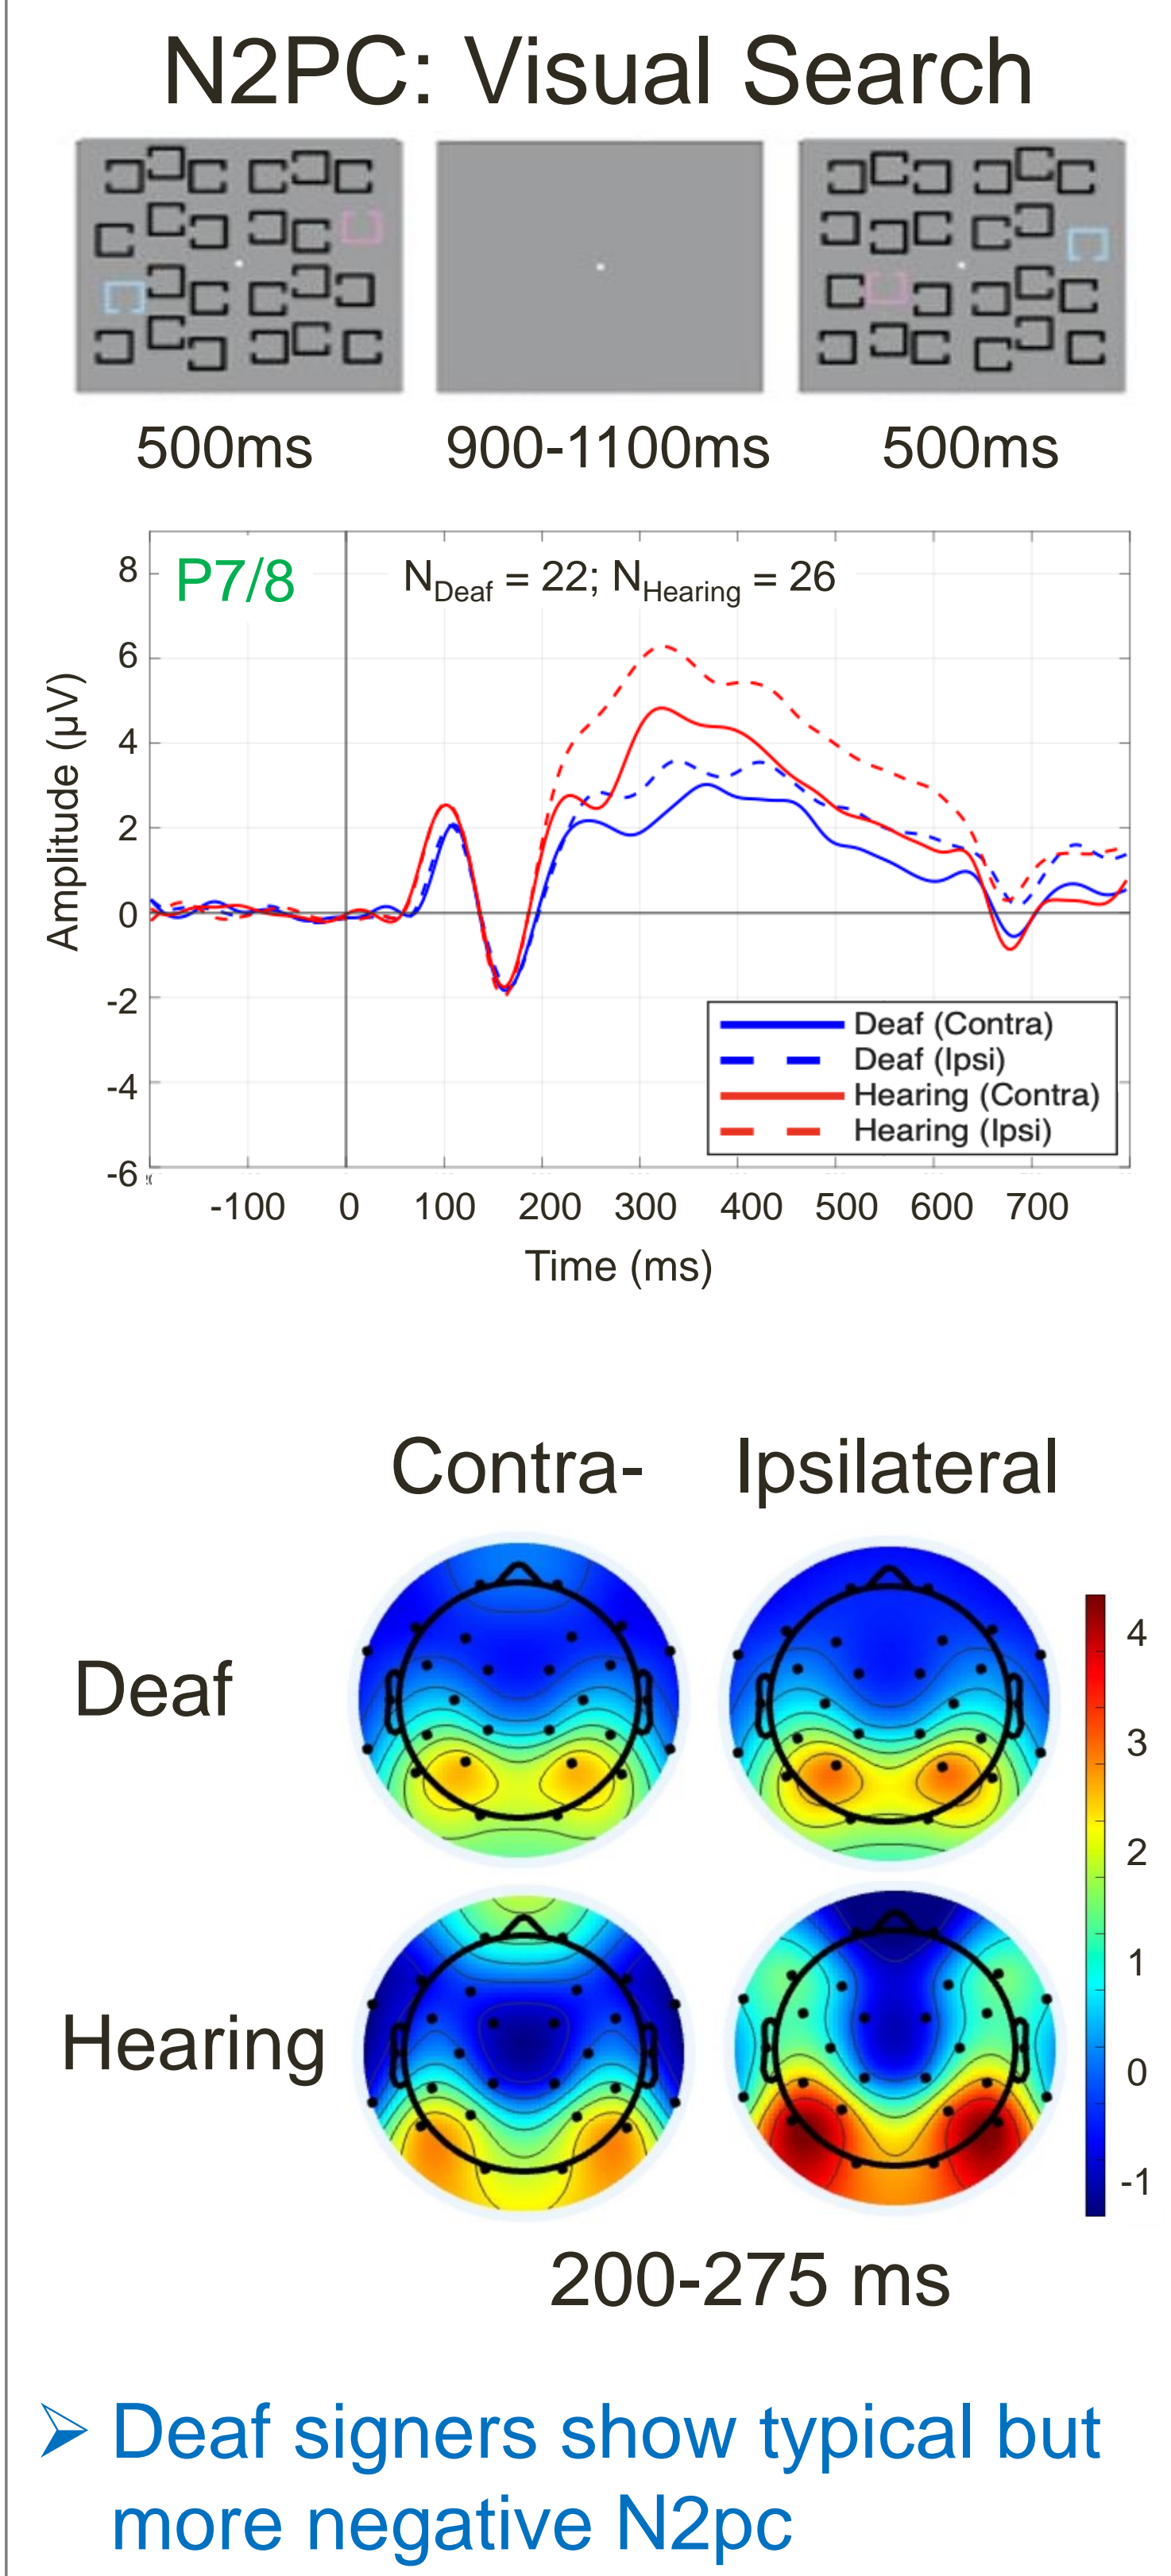 N2PC: Visual Search
500ms 900-1100ms 500ms
P7/8 N_Deaf = 22; N_Hearing = 26
8
6
4
2
0
-2
-4
-6
Amplitude (µV)
Deaf (Contra)
Deaf (Ipsi)
Hearing (Contra)
Hearing (Ipsi)
-100 0 100 200 300 400 500 600 700
Time (ms)
Contra- Ipsilateral
Deaf
Hearing
4
3
2
1
0
-1
200-275 ms
➢ Deaf signers show typical but
more negative N2pc